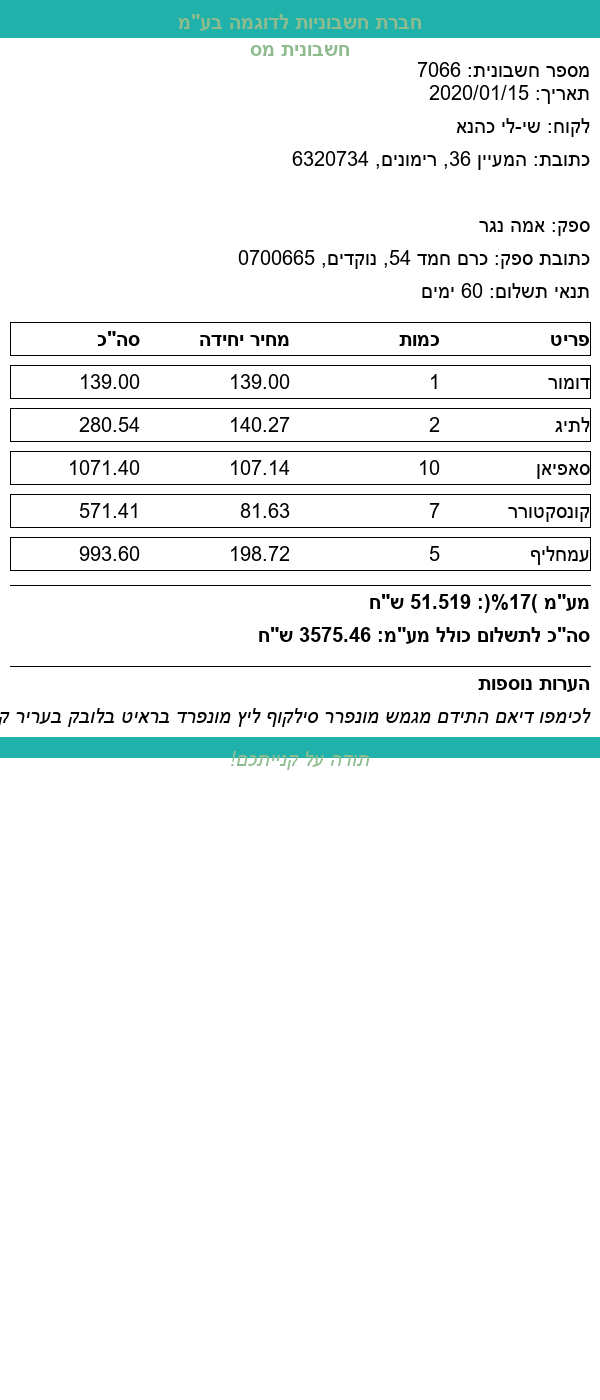 חברת חשבוניות לדוגמה בע"מ
חשבונית מס
מספר חשבונית: 7066
תאריך: 2020/01/15
לקוח: שי-לי כהנא
כתובת: המעיין 36, רימונים, 6320734
ספק: אמה נגר
כתובת ספק: כרם חמד 54, נוקדים, 0700665
תנאי תשלום: 60 ימים
פריט כמות מחיר יחידה סה"כ
דומור 1 139.00 139.00
לתיג 2 140.27 280.54
סאפיאן 10 107.14 1071.40
קונסקטורר 7 81.63 571.41
עמחליף 5 198.72 993.60
מע"מ )17%(: 51.519 ש"ח
סה"כ לתשלום כולל מע"מ: 3575.46 ש"ח
הערות נוספות
לכימפו דיאם התידם מגמש מונפרר סילקוף ליץ מונפרד בראיט בלובק בעריר
תודה על קנייתכם!